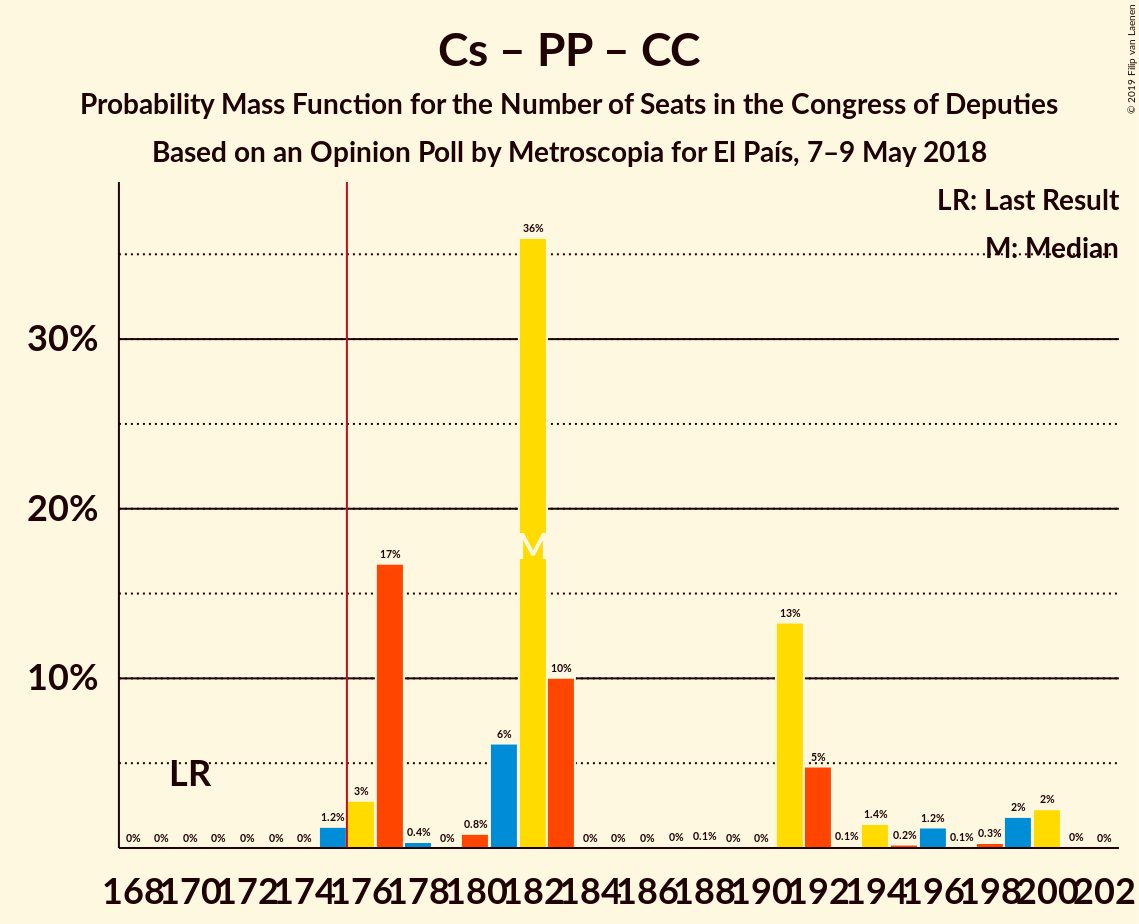 © 2019 Filip van Laenen
Cs – PP – CC
Probability Mass Function for the Number of Seats in the Congress of Deputies
Based on an Opinion Poll by Metroscopia for El País, 7–9 May 2018
LR: Last Result
M: Median
36%
30%
20%
17%
M
13%
10%
10%
6%
5%
LR
3%
2%
2%
1.2% 0.4% 0.8% 1.4% 1.2%
0% 0% 0% 0% 0% 0% 0% 0% 0% 0% 0% 0.1% 0% 0% 0.1% 0.2% 0.1% 0.3% 0% 0%
168 170 172 174 176 178 180 182 184 186 188 190 192 194 196 198 200 202